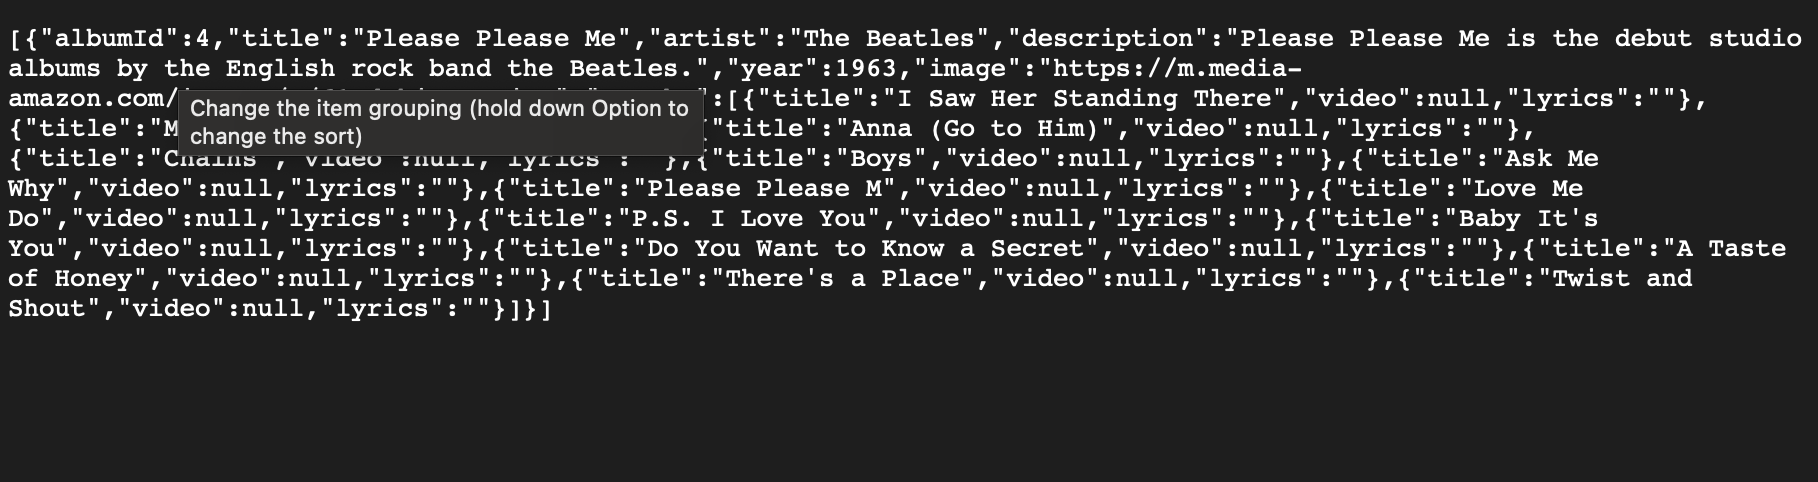 [{"albumId":4,"title":"Please Please Me","artist":"The Beatles","description":"Please Please Me is the debut studio
albums by the English rock band the Beatles.","year":1963,"image":"https://m.media-
amazon.com/ ":[{"title":"I Saw Her Standing There","video":null,"lyrics":""},
Change the item grouping (hold down Option to
change the sort)
{"title":"M {"title":"Anna (Go to Him)","video":null,"lyrics":""},
{"title":"Chains","video":null,"lyrics":""},{"title":"Boys","video":null,"lyrics":""},{"title":"Ask Me
Why","video":null,"lyrics":""},{"title":"Please Please M","video":null,"lyrics":""},{"title":"Love Me
Do","video":null,"lyrics":""},{"title":"P.S. I Love You","video":null,"lyrics":""},{"title":"Baby It's
You","video":null,"lyrics":""},{"title":"Do You Want to Know a Secret","video":null,"lyrics":""},{"title":"A Taste
of Honey","video":null,"lyrics":""},{"title":"There's a Place","video":null,"lyrics":""},{"title":"Twist and
Shout","video":null,"lyrics":""}]}]